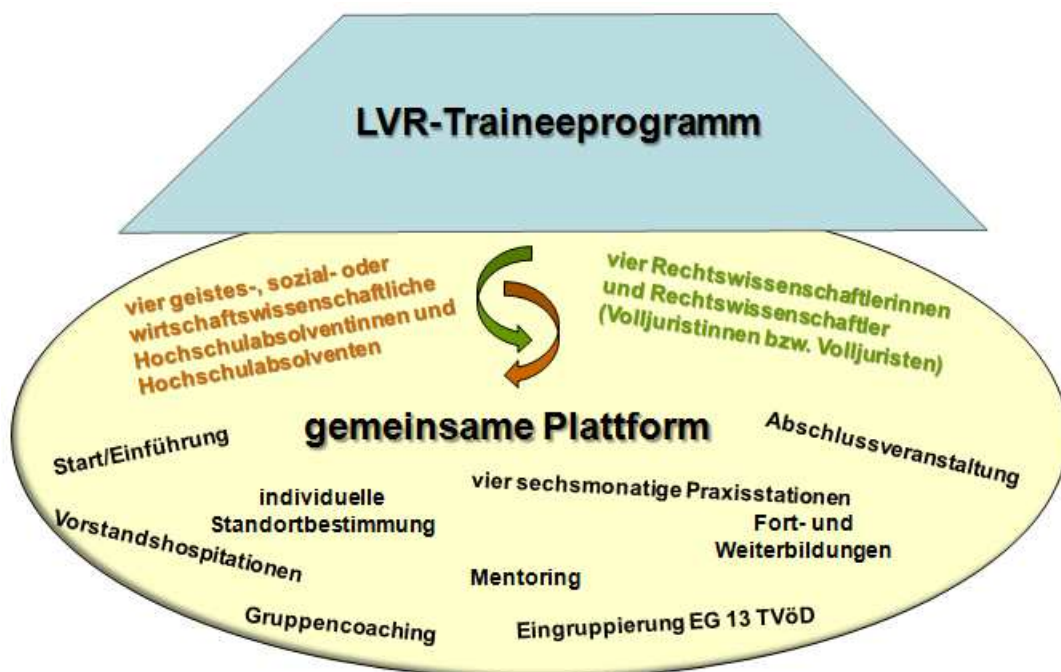 LVR-Traineeprogramm
vier geistes-, sozial- oder
wirtschaftswissenschaftliche
Hochschulabsolventinnen und
Hochschulabsolventen
vier Rechtswissenschaftlerinnen
und Rechtswissenschaftler
(Volljuristinnen bzw. Volljuristen)
gemeinsame Plattform
Start/Einführung
Abschlussveranstaltung
individuelle
Standortbestimmung
vier sechsmonatige Praxisstationen
Fort- und
Weiterbildungen
Vorstandshospitationen
Mentoring
Gruppencoaching
Eingruppierung EG 13 TVöD